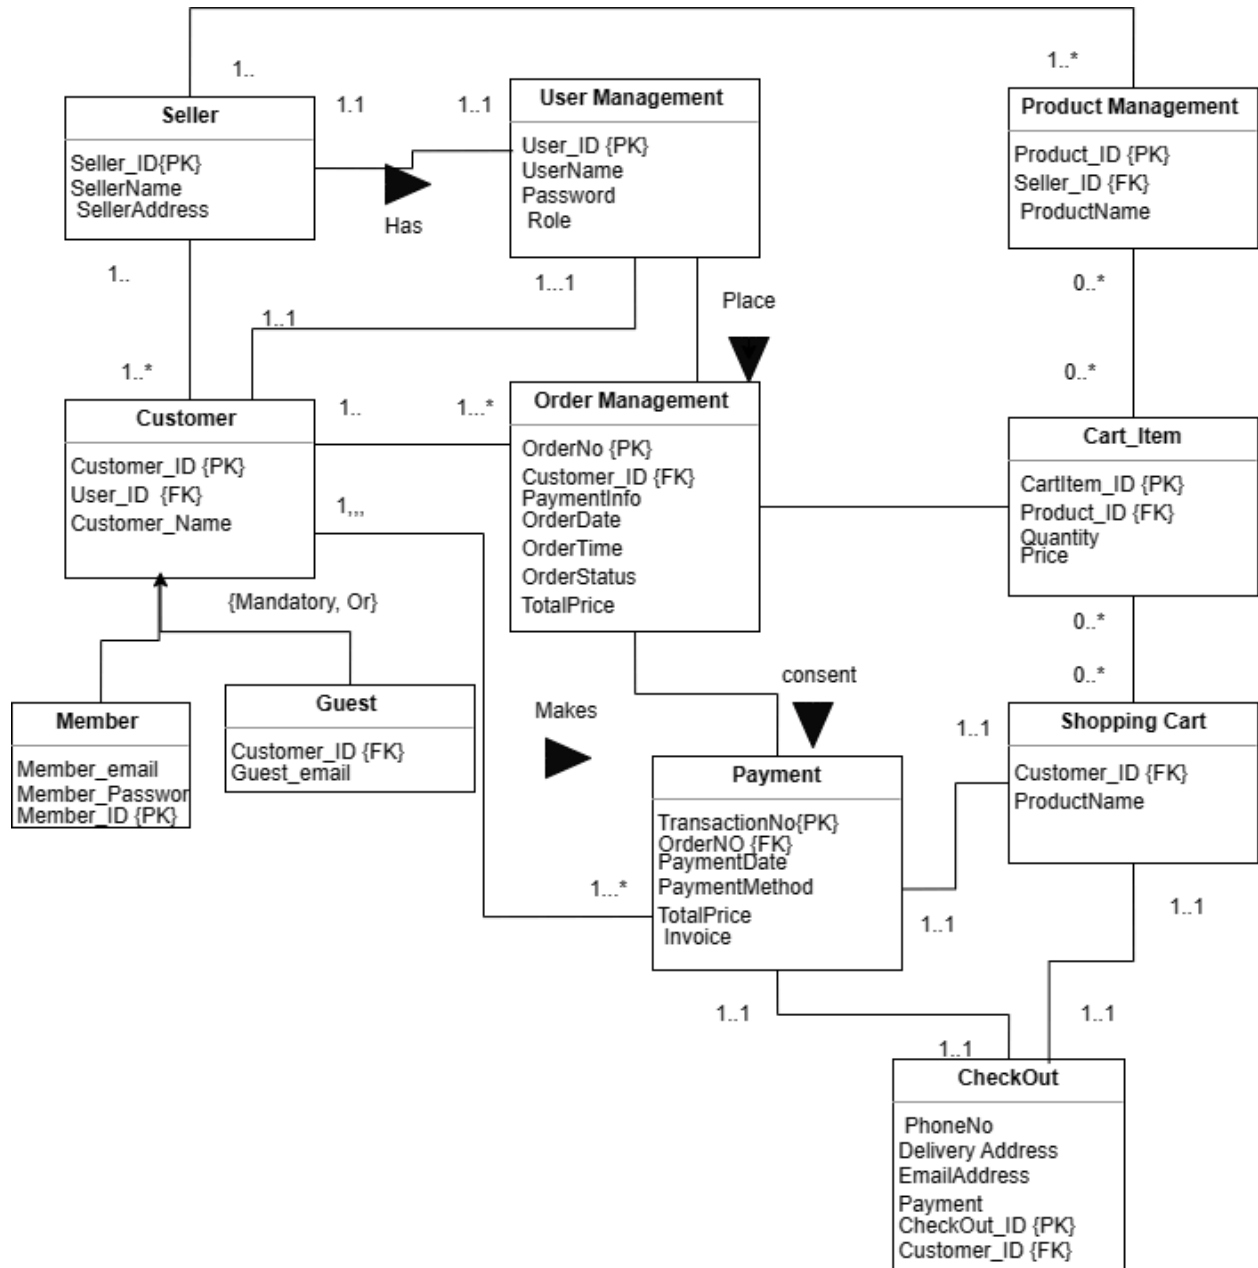 1..
1..*
Seller
Seller_ID{PK}
SellerName
SellerAddress
1.1
1..1
Has
User Management
User_ID {PK}
UserName
Password
Role
Product Management
Product_ID {PK}
Seller_ID {FK}
ProductName
1..
1...1
Place
0..*
1..1
1..*
0..*
Customer
Customer_ID {PK}
User_ID {FK}
Customer_Name
1..
1...*
1,,,
Order Management
OrderNo {PK}
Customer_ID {FK}
PaymentInfo
OrderDate
OrderTime
OrderStatus
TotalPrice
Cart_Item
CartItem_ID {PK}
Product_ID {FK}
Quantity
Price
{Mandatory, Or}
0..*
0..*
Member
Member_email
Member_Passwor
Member_ID {PK}
Guest
Customer_ID {FK}
Guest_email
Makes
consent
1..1
Shopping Cart
Customer_ID {FK}
ProductName
Payment
TransactionNo{PK}
OrderNO {FK}
PaymentDate
PaymentMethod
TotalPrice
Invoice
1...*
1..1
1..1
1..1
1..1
1..1
CheckOut
PhoneNo
Delivery Address
EmailAddress
Payment
CheckOut_ID {PK}
Customer_ID {FK}